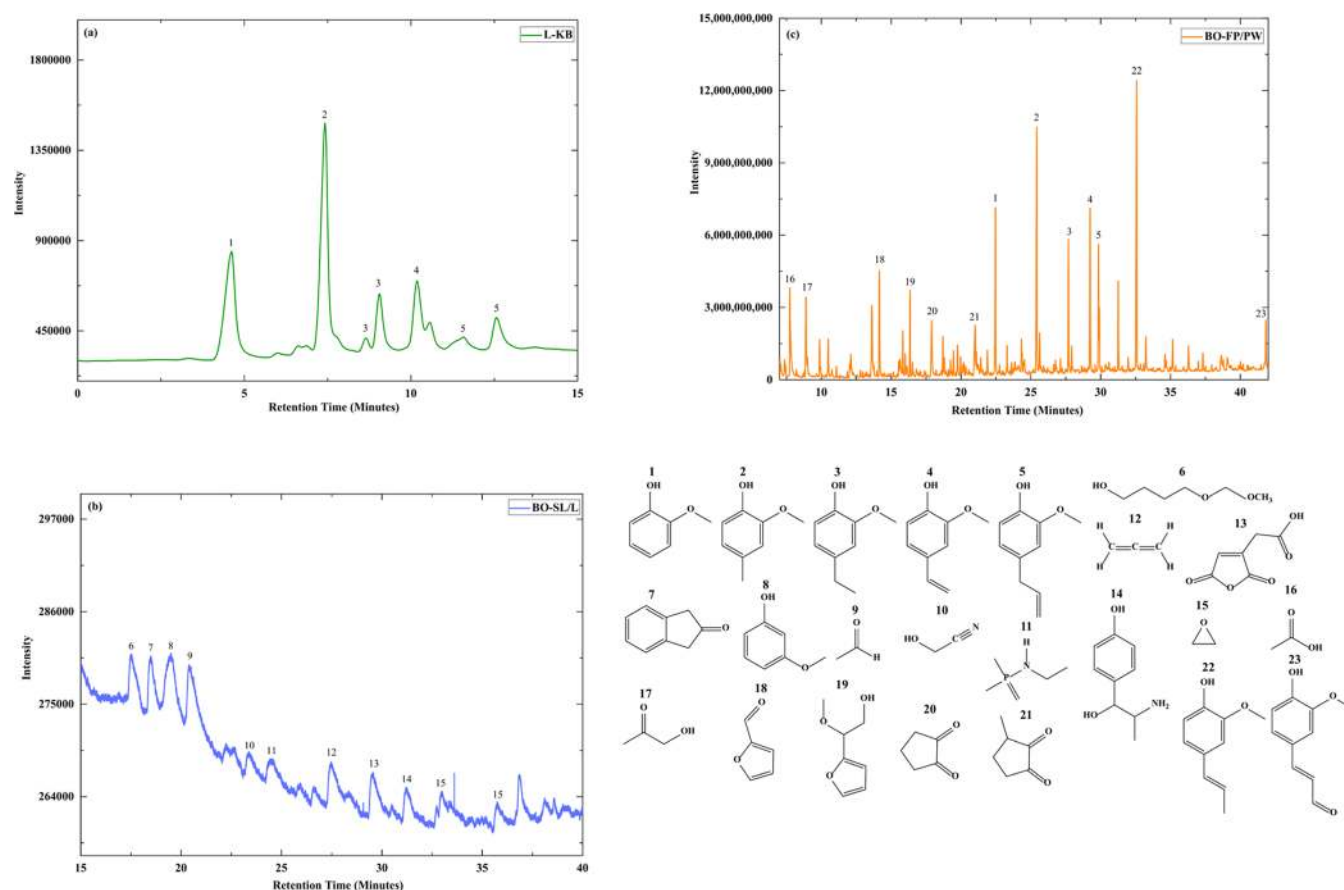 (a)
L-KB
1800000
1350000
900000
450000
Intensity
1
2
3
3
4
5
5
0
5
10
15
Retention Time (Minutes)
(c)
BO-FP/PW
15,000,000,000
12,000,000,000
9,000,000,000
6,000,000,000
3,000,000,000
0
Intensity
16
17
18
19
20
21
1
2
3
4
5
22
23
10
15
20
25
30
35
40
Retention Time (Minutes)
(b)
BO-SL/L
297000
286000
275000
264000
Intensity
6
7
8
9
10
11
12
13
14
15
15
15
20
25
30
35
40
Retention Time (Minutes)
1
OH
O
2
OH
O
3
OH
O
4
OH
O
5
OH
O
6
HO
O
O
CH₃
12
H
H
C
H
H
13
OH
O
O
O
O
7
O
8
OH
O
9
O
H
10
HO
N
11
H
N
P
14
OH
HO
NH₂
15
O
16
O
OH
17
O
OH
18
O
O
19
OH
O
O
20
O
O
21
O
O
22
OH
O
23
OH
O
O